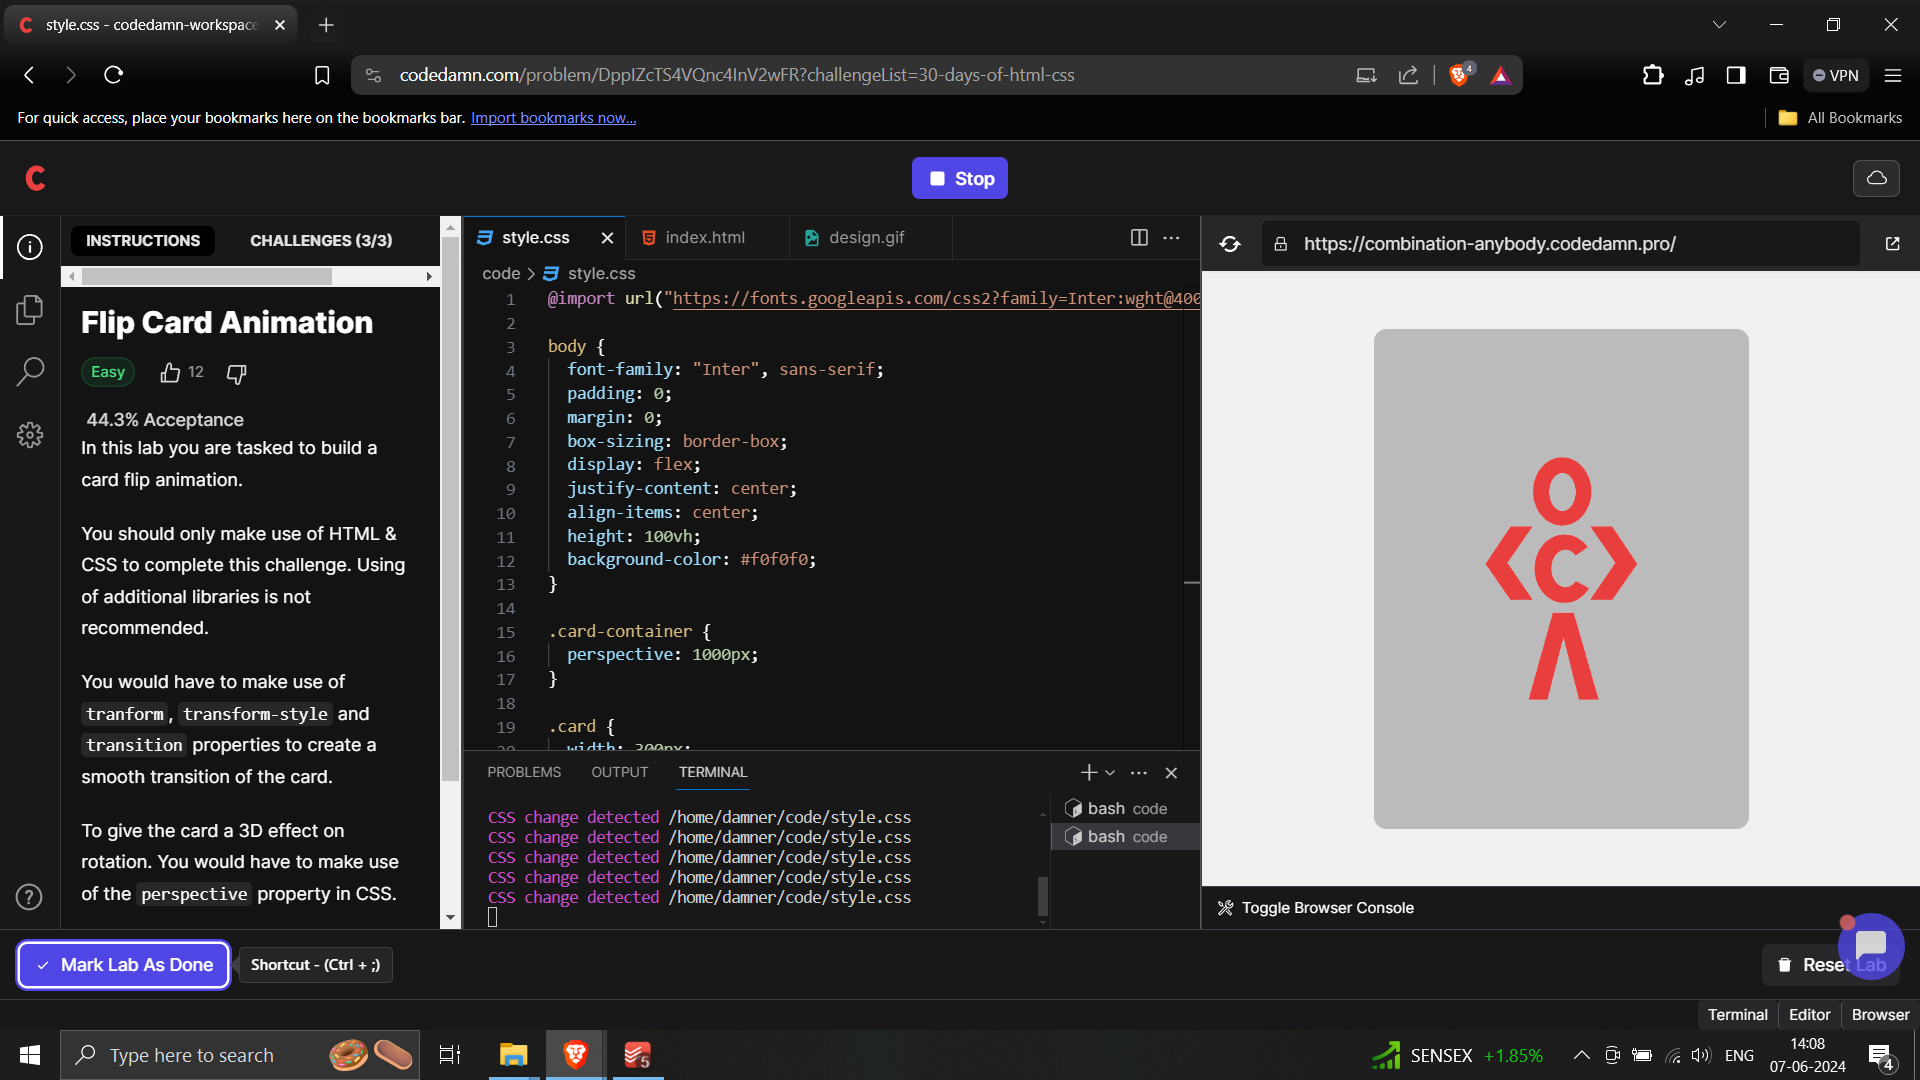 style.css - codedamn-workspace
codedamn.com/problem/DppIZcTS4VQnc4InV2wFR?challengeList=30-days-of-html-css
4
VPN
For quick access, place your bookmarks here on the bookmarks bar. Import bookmarks now...
All Bookmarks
Stop
INSTRUCTIONS
CHALLENGES (3/3)
Flip Card Animation
Easy
12
44.3% Acceptance
In this lab you are tasked to build a
card flip animation.
You should only make use of HTML &
CSS to complete this challenge. Using
of additional libraries is not
recommended.
You would have to make use of
tranform, transform-style and
transition properties to create a
smooth transition of the card.
To give the card a 3D effect on
rotation. You would have to make use
of the perspective property in CSS.
style.css
index.html
design.gif
code > style.css
1 @import url("https://fonts.googleapis.com/css2?family=Inter:wght@400
2
3 body {
4 font-family: "Inter", sans-serif;
5 padding: 0;
6 margin: 0;
7 box-sizing: border-box;
8 display: flex;
9 justify-content: center;
10 align-items: center;
11 height: 100vh;
12 background-color: #f0f0f0;
13 }
14
15 .card-container {
16 perspective: 1000px;
17 }
18
19 .card {
20 width: 300px;
PROBLEMS
OUTPUT
TERMINAL
CSS change detected /home/damner/code/style.css
CSS change detected /home/damner/code/style.css
CSS change detected /home/damner/code/style.css
CSS change detected /home/damner/code/style.css
CSS change detected /home/damner/code/style.css
bash code
bash code
https://combination-anybody.codedamn.pro/
Toggle Browser Console
Mark Lab As Done
Shortcut - (Ctrl + ;)
Reset Lab
Terminal
Editor
Browser
Type here to search
5
SENSEX +1.85%
ENG
14:08
07-06-2024
4